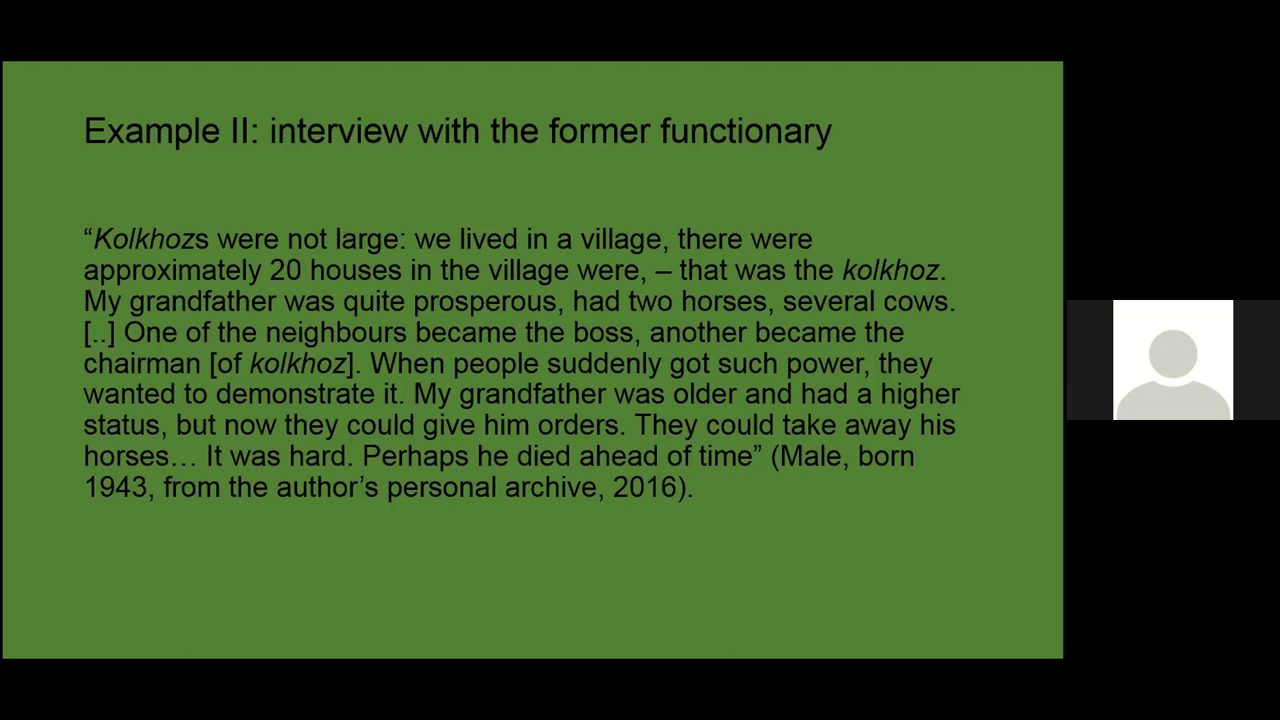 Example II: interview with the former functionary
“Kolkhozs were not large: we lived in a village, there were
approximately 20 houses in the village were, – that was the kolkhoz.
My grandfather was quite prosperous, had two horses, several cows.
[..] One of the neighbours became the boss, another became the
chairman [of kolkhoz]. When people suddenly got such power, they
wanted to demonstrate it. My grandfather was older and had a higher
status, but now they could give him orders. They could take away his
horses… It was hard. Perhaps he died ahead of time” (Male, born
1943, from the author’s personal archive, 2016).